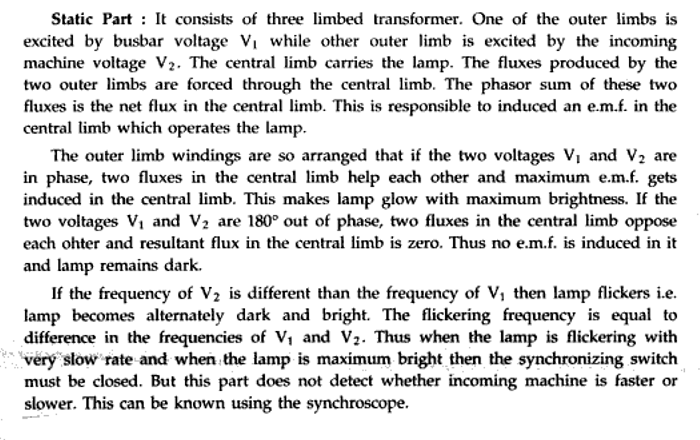 Static Part : It consists of three limbed transformer. One of the outer limbs is
excited by busbar voltage V₁ while other outer limb is excited by the incoming
machine voltage V₂. The central limb carries the lamp. The fluxes produced by the
two outer limbs are forced through the central limb. The phasor sum of these two
fluxes is the net flux in the central limb. This is responsible to induced an e.m.f. in the
central limb which operates the lamp.
The outer limb windings are so arranged that if the two voltages V₁ and V₂ are
in phase, two fluxes in the central limb help each other and maximum e.m.f. gets
induced in the central limb. This makes lamp glow with maximum brightness. If the
two voltages V₁ and V₂ are 180° out of phase, two fluxes in the central limb oppose
each ohter and resultant flux in the central limb is zero. Thus no e.m.f. is induced in it
and lamp remains dark.
If the frequency of V₂ is different than the frequency of V₁ then lamp flickers i.e.
lamp becomes alternately dark and bright. The flickering frequency is equal to
difference in the frequencies of V₁ and V₂. Thus when the lamp is flickering with
very slow rate and when the lamp is maximum bright then the synchronizing switch
must be closed. But this part does not detect whether incoming machine is faster or
slower. This can be known using the synchroscope.